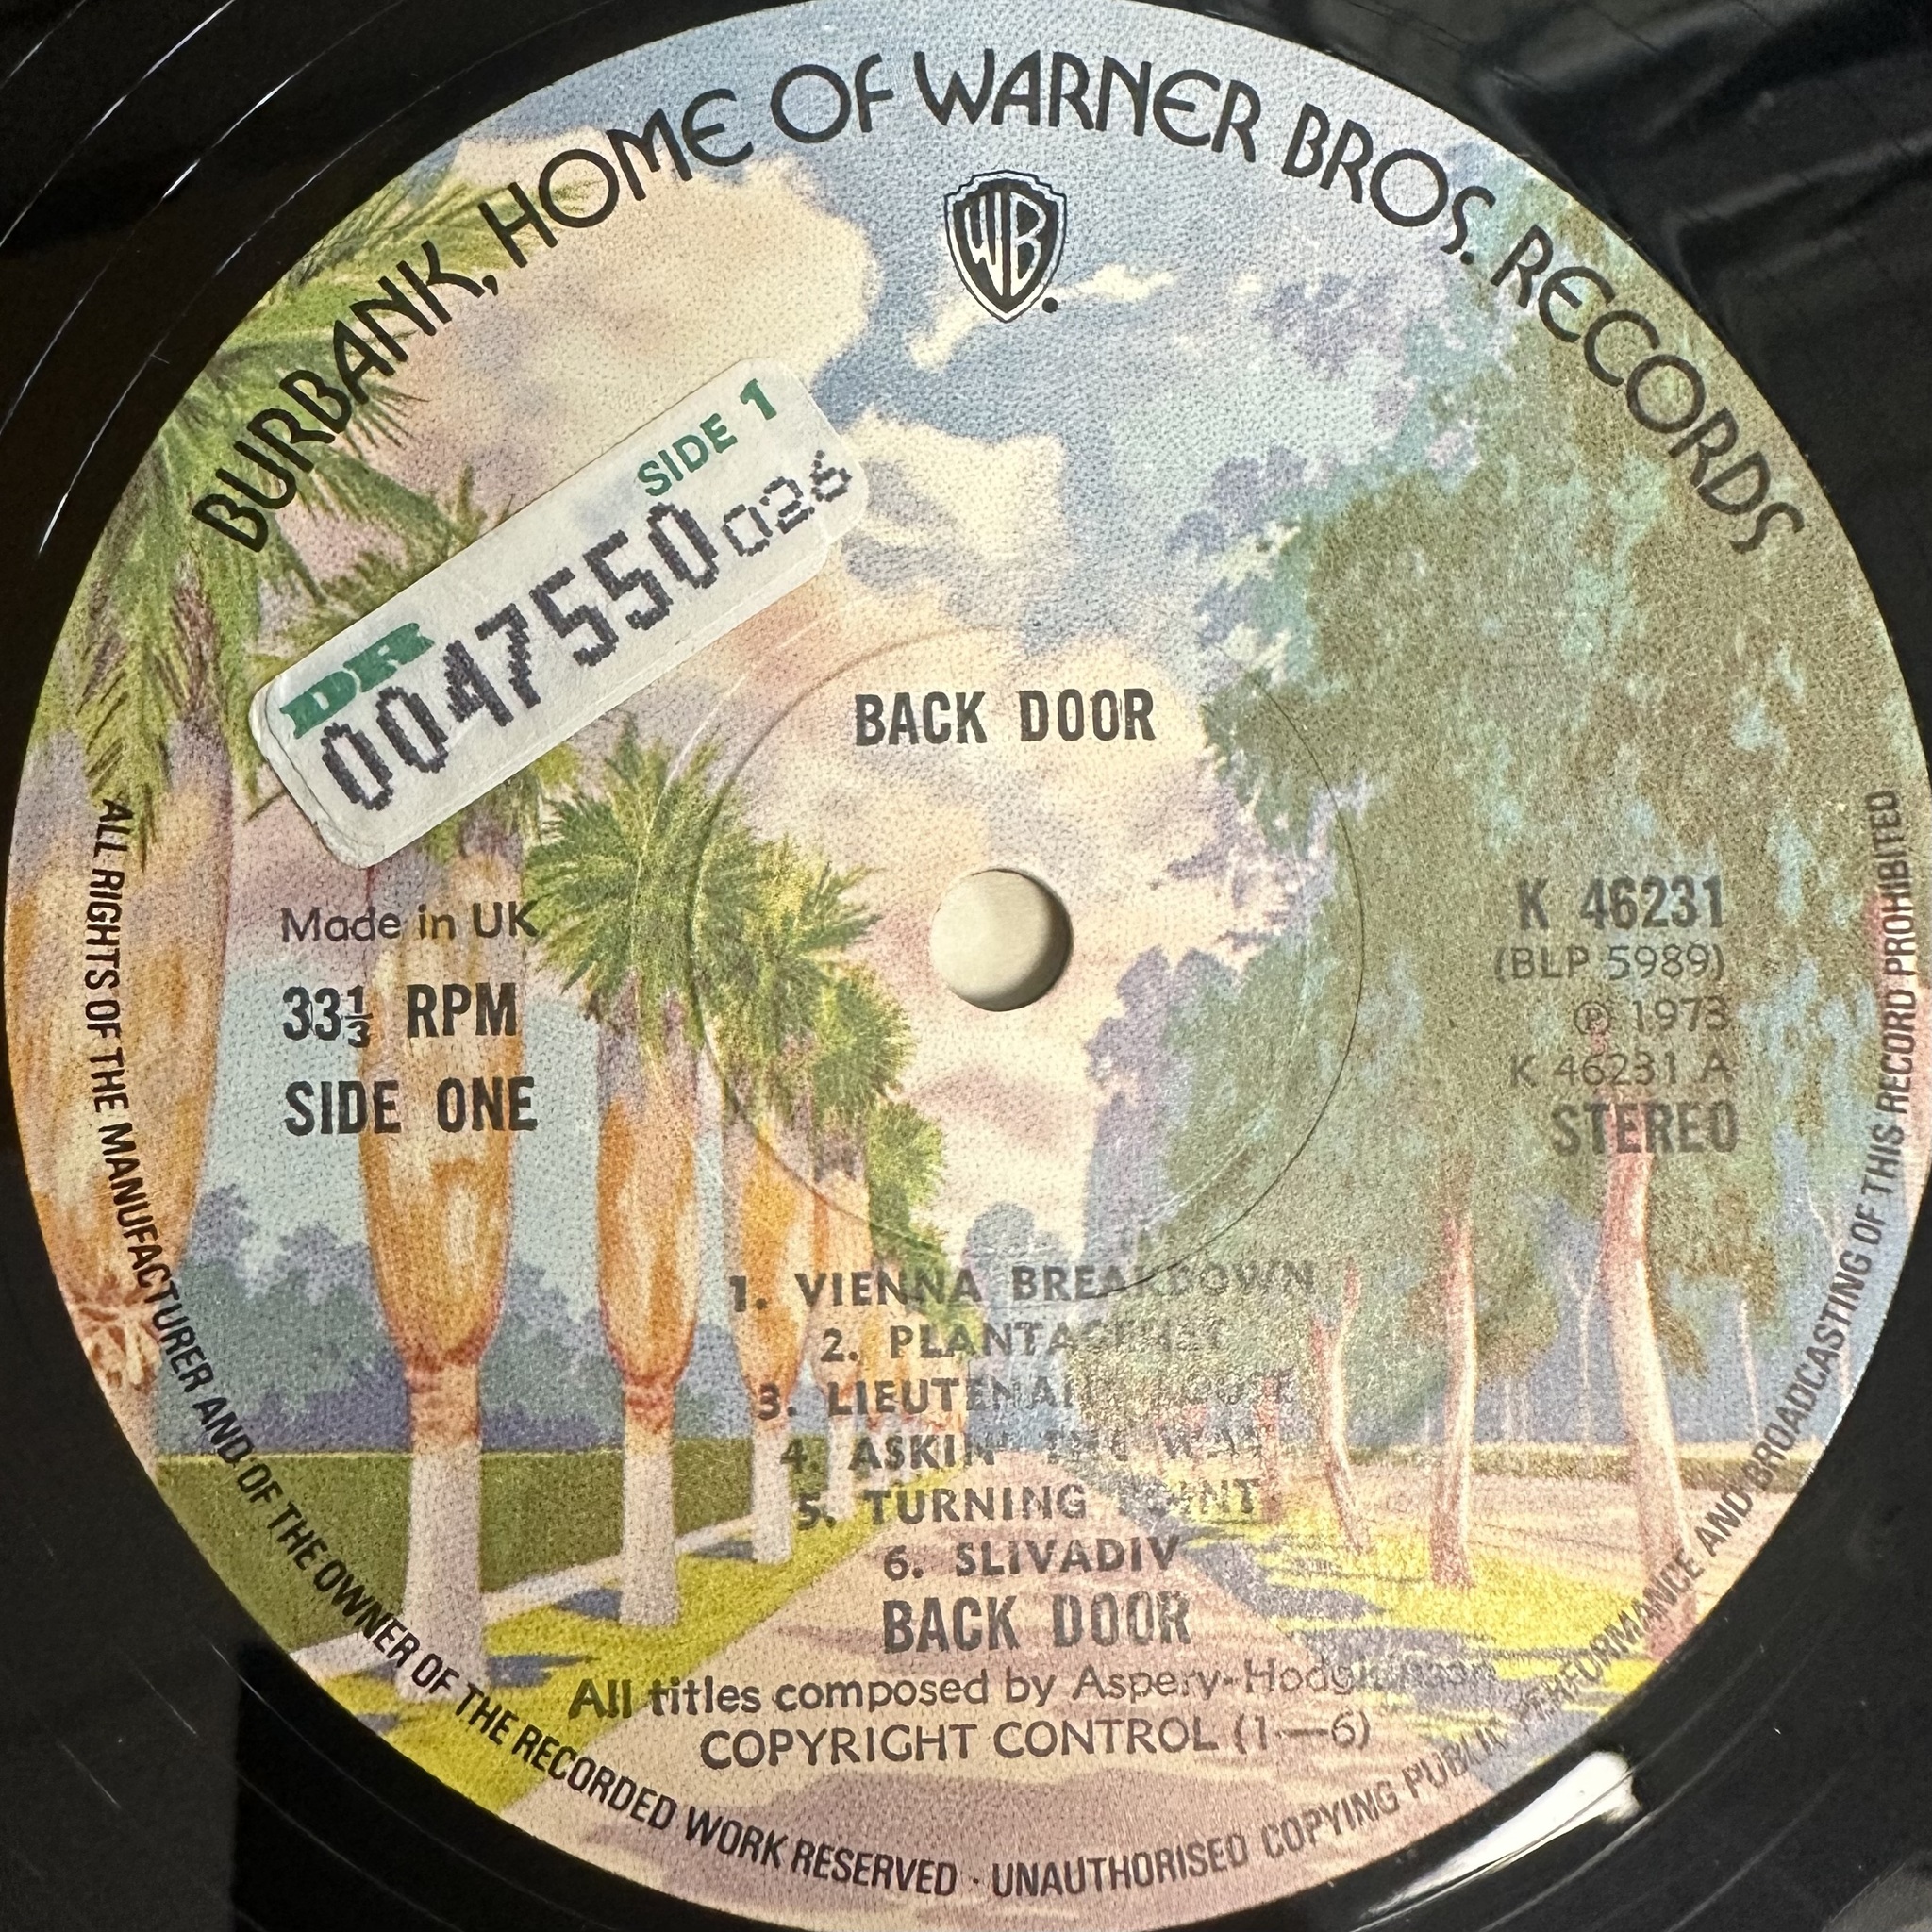 BURBANK, HOME OF WARNER BROS. RECORDS
WB
SIDE 1
DR
0047550026
BACK DOOR
Made in UK
33⅓ RPM
SIDE ONE
K 46231
(BLP 5989)
℗ 1973
K 46231 A
STEREO
1. VIENNA BREAKDOWN
2. PLANTAGENET
3. LIEUTENANT LOOSE
4. ASKIN' THE WAY
5. TURNING POINT
6. SLIVADIV
BACK DOOR
All titles composed by Aspery-Hodgkinson
COPYRIGHT CONTROL (1—6)
ALL RIGHTS OF THE MANUFACTURER AND OF THE OWNER OF THE RECORDED WORK RESERVED · UNAUTHORISED COPYING PUBLIC PERFORMANCE AND BROADCASTING OF THIS RECORD PROHIBITED